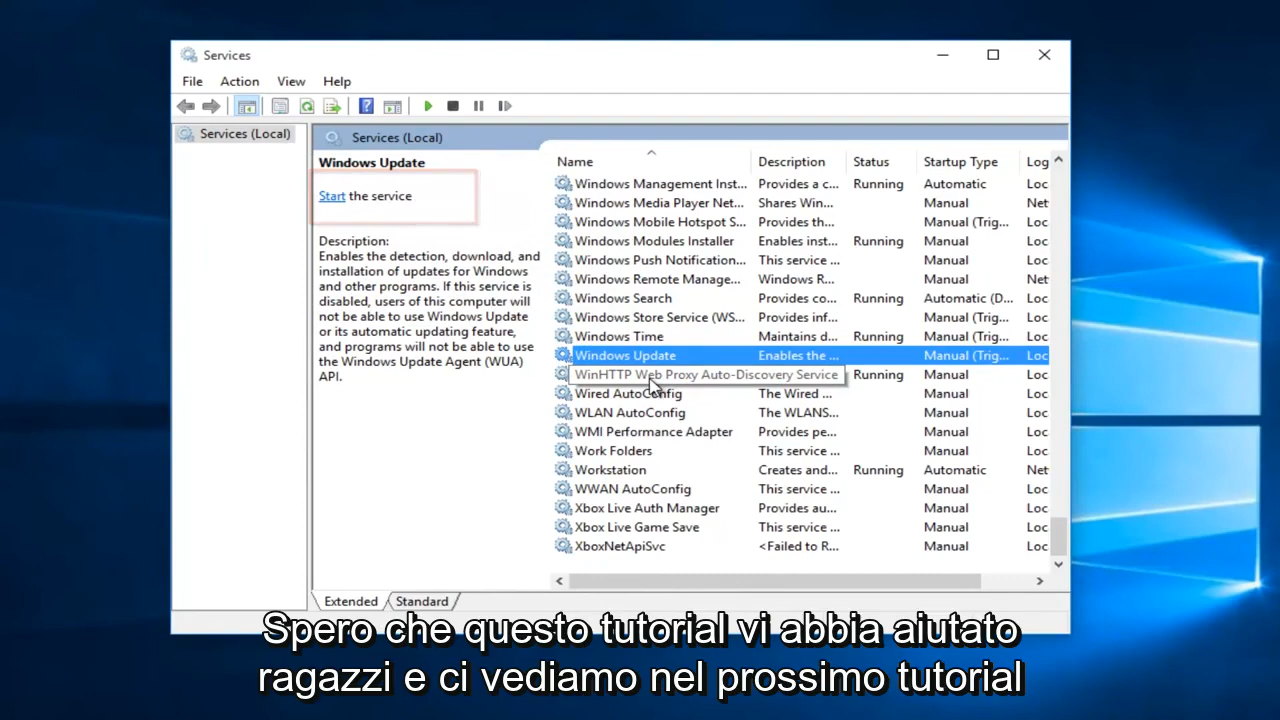 Services
File Action View Help
Services (Local)
Services (Local)
Windows Update
Start the service
Description:
Enables the detection, download, and
installation of updates for Windows
and other programs. If this service is
disabled, users of this computer will
not be able to use Windows Update
or its automatic updating feature,
and programs will not be able to use
the Windows Update Agent (WUA)
API.
Name Description Status Startup Type Log
Windows Management Inst... Provides a c... Running Automatic Loc
Windows Media Player Net... Shares Win... Manual Net
Windows Mobile Hotspot S... Provides th... Manual (Trig... Loc
Windows Modules Installer Enables inst... Running Manual Loc
Windows Push Notification... This service ... Manual Loc
Windows Remote Manage... Windows R... Manual Net
Windows Search Provides co... Running Automatic (D... Loc
Windows Store Service (WS... Provides inf... Manual (Trig... Loc
Windows Time Maintains d... Running Manual (Trig... Loc
Windows Update Enables the ... Manual (Trig... Loc
WinHTTP Web Proxy Auto-Discovery Service Running Manual Loc
Wired AutoConfig The Wired ... Manual Loc
WLAN AutoConfig The WLANS... Manual Loc
WMI Performance Adapter Provides pe... Manual Loc
Work Folders This service ... Manual Loc
Workstation Creates and... Running Automatic Net
WWAN AutoConfig This service ... Manual Loc
Xbox Live Auth Manager Provides au... Manual Loc
Xbox Live Game Save This service ... Manual Loc
XboxNetApiSvc <Failed to R... Manual Loc
Extended Standard
Spero che questo tutorial vi abbia aiutato
ragazzi e ci vediamo nel prossimo tutorial